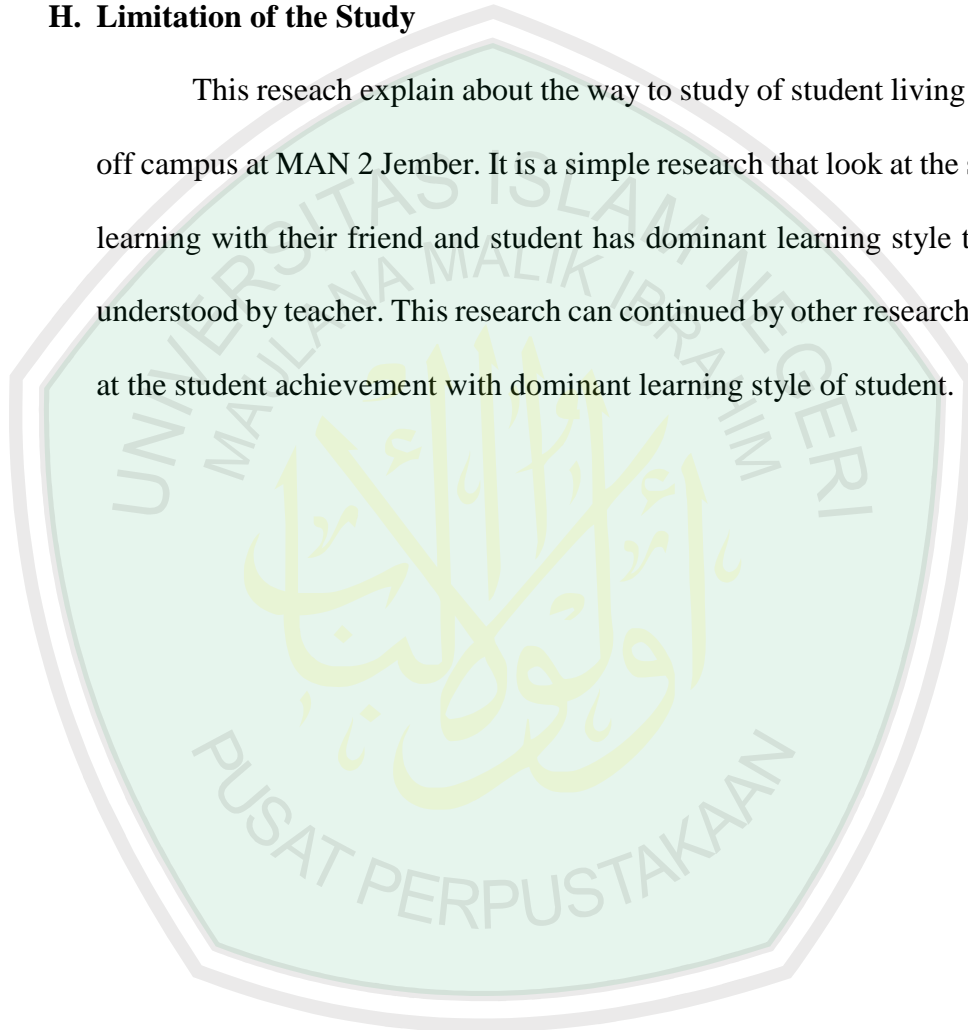 H. Limitation of the Study
This reseach explain about the way to study of student living
off campus at MAN 2 Jember. It is a simple research that look at the
learning with their friend and student has dominant learning style
understood by teacher. This research can continued by other research
at the student achievement with dominant learning style of student.
UNIVERSITAS ISLAM NEGERI
MAULANA MALIK IBRAHIM
PUSAT PERPUSTAKAAN